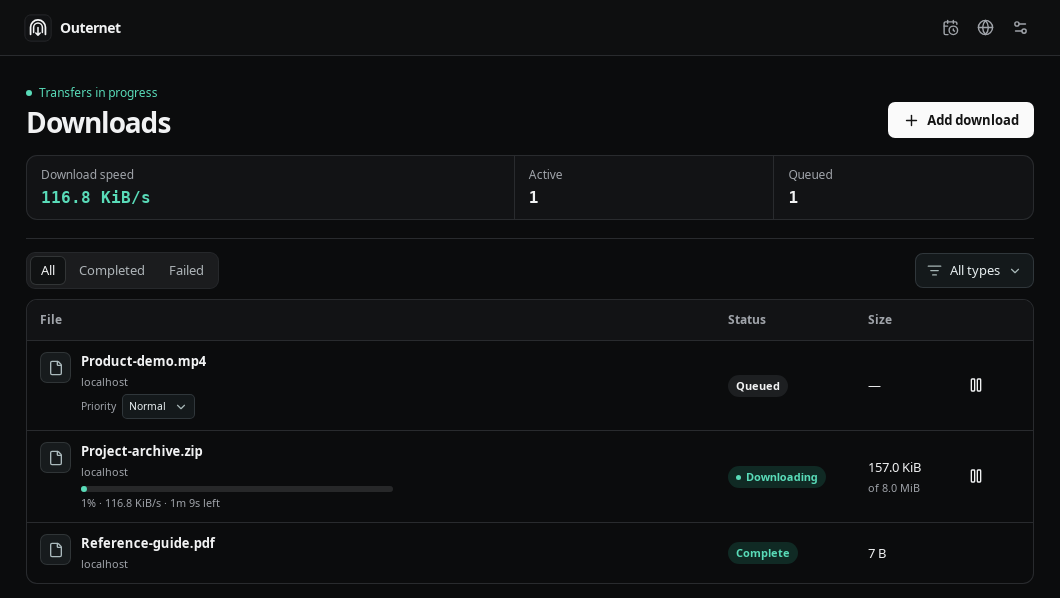 Outernet
Transfers in progress
Downloads
Add download
Download speed
116.8 KiB/s
Active
1
Queued
1
All
Completed
Failed
All types
File
Status
Size
Product-demo.mp4
localhost
Priority
Normal
Queued
—
Project-archive.zip
localhost
1% · 116.8 KiB/s · 1m 9s left
Downloading
157.0 KiB
of 8.0 MiB
Reference-guide.pdf
localhost
Complete
7 B